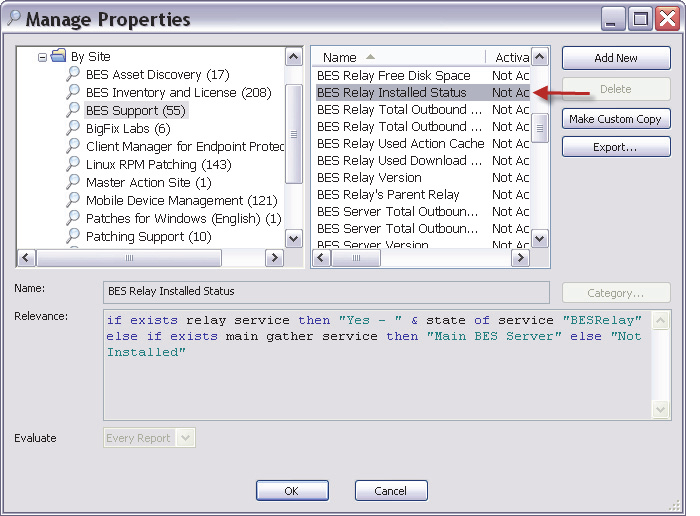 Manage Properties
By Site
BES Asset Discovery (17)
BES Inventory and License (208)
BES Support (55)
BigFix Labs (6)
Client Manager for Endpoint Protec
Linux RPM Patching (143)
Master Action Site (1)
Mobile Device Management (121)
Patches for Windows (English) (1)
Patching Support (10)
Name Activa
BES Relay Free Disk Space Not Ac
BES Relay Installed Status Not Ac
BES Relay Total Outbound ... Not Ac
BES Relay Total Outbound ... Not Ac
BES Relay Used Action Cache Not Ac
BES Relay Used Download ... Not Ac
BES Relay Version Not Ac
BES Relay's Parent Relay Not Ac
BES Server Total Outboun... Not Ac
BES Server Total Outboun... Not Ac
BES Server Version Not Ac
Add New
Delete
Make Custom Copy
Export...
Name: BES Relay Installed Status
Category...
Relevance:
if exists relay service then "Yes - " & state of service "BESRelay"
else if exists main gather service then "Main BES Server" else "Not
Installed"
Evaluate Every Report
OK Cancel